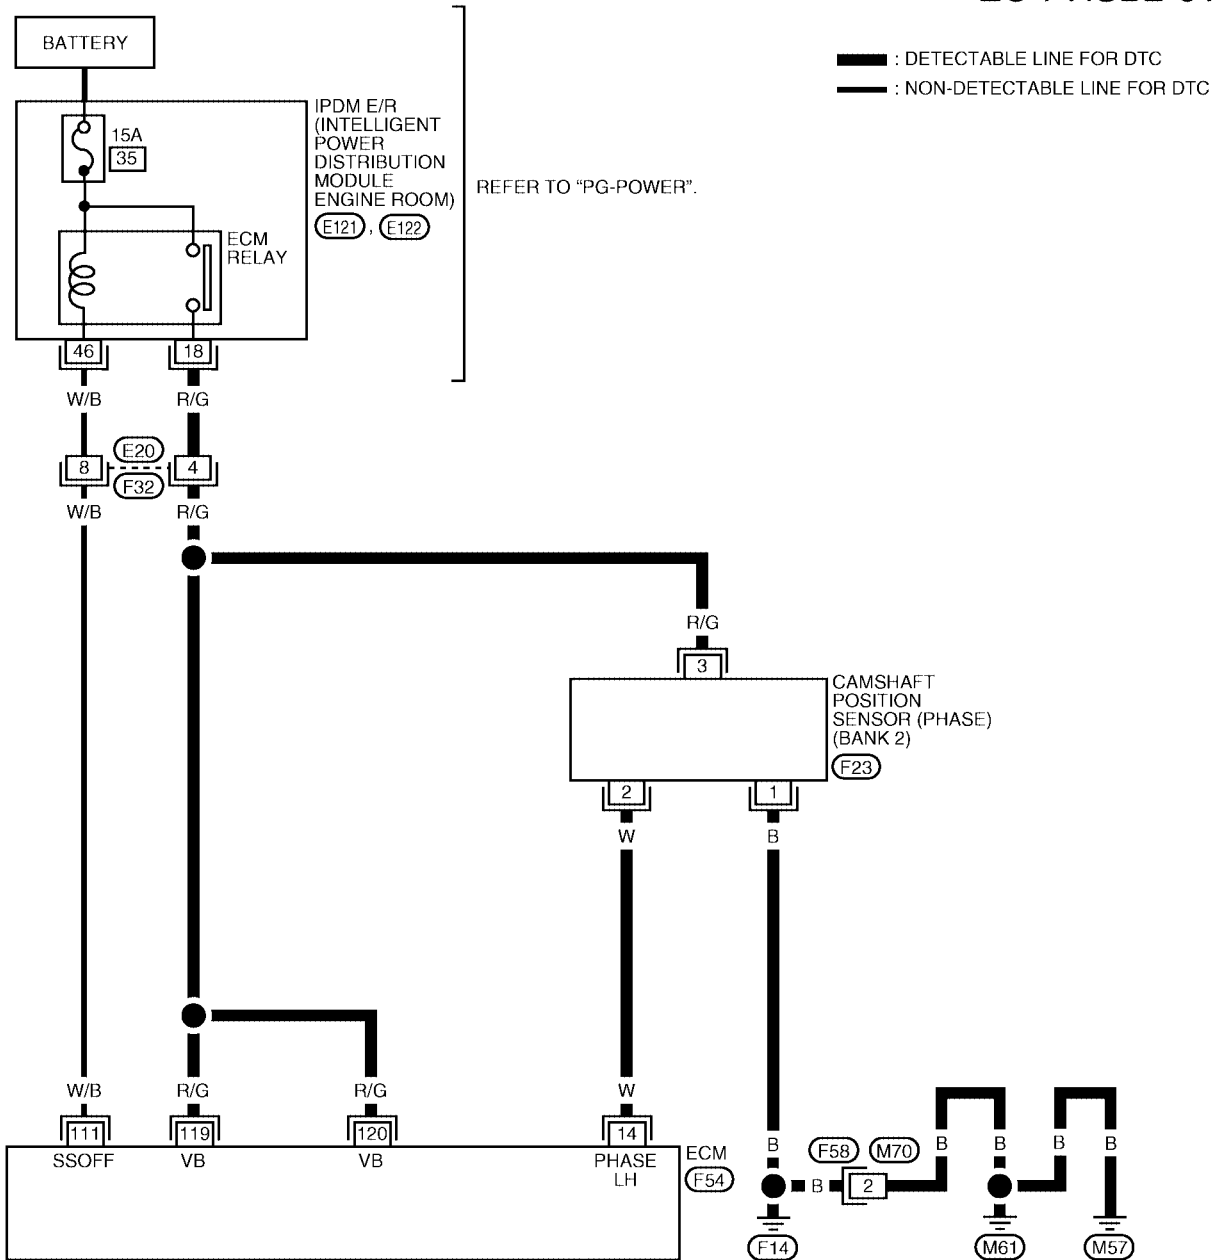 BATTERY
: DETECTABLE LINE FOR DTC
: NON-DETECTABLE LINE FOR DTC
15A
35
IPDM E/R
(INTELLIGENT
POWER
DISTRIBUTION
MODULE
ENGINE ROOM)
E121 , E122
REFER TO “PG-POWER”.
ECM
RELAY
46 18
W/B R/G
E20
8 4
F32
W/B R/G
R/G
3
CAMSHAFT
POSITION
SENSOR (PHASE)
(BANK 2)
F23
2 1
W B
W/B R/G R/G W
111 119 120 14
SSOFF VB VB PHASE
LH
ECM
F54
B F58 M70 B B B B
B 2
F14 M61 M57